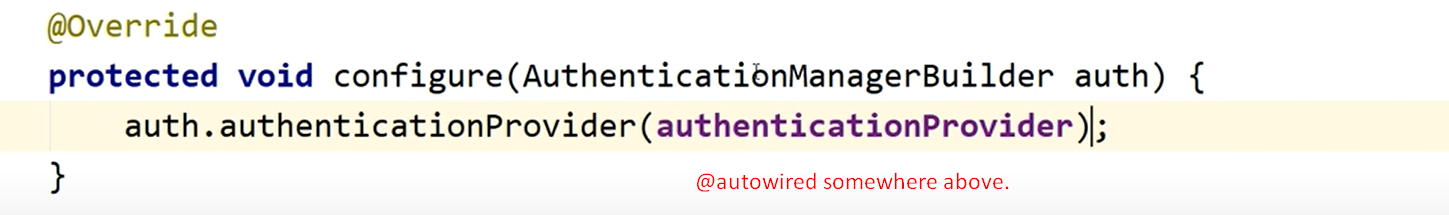 @Override
protected void configure(AuthenticationManagerBuilder auth) {
auth.authenticationProvider(authenticationProvider);
}
@autowired somewhere above.